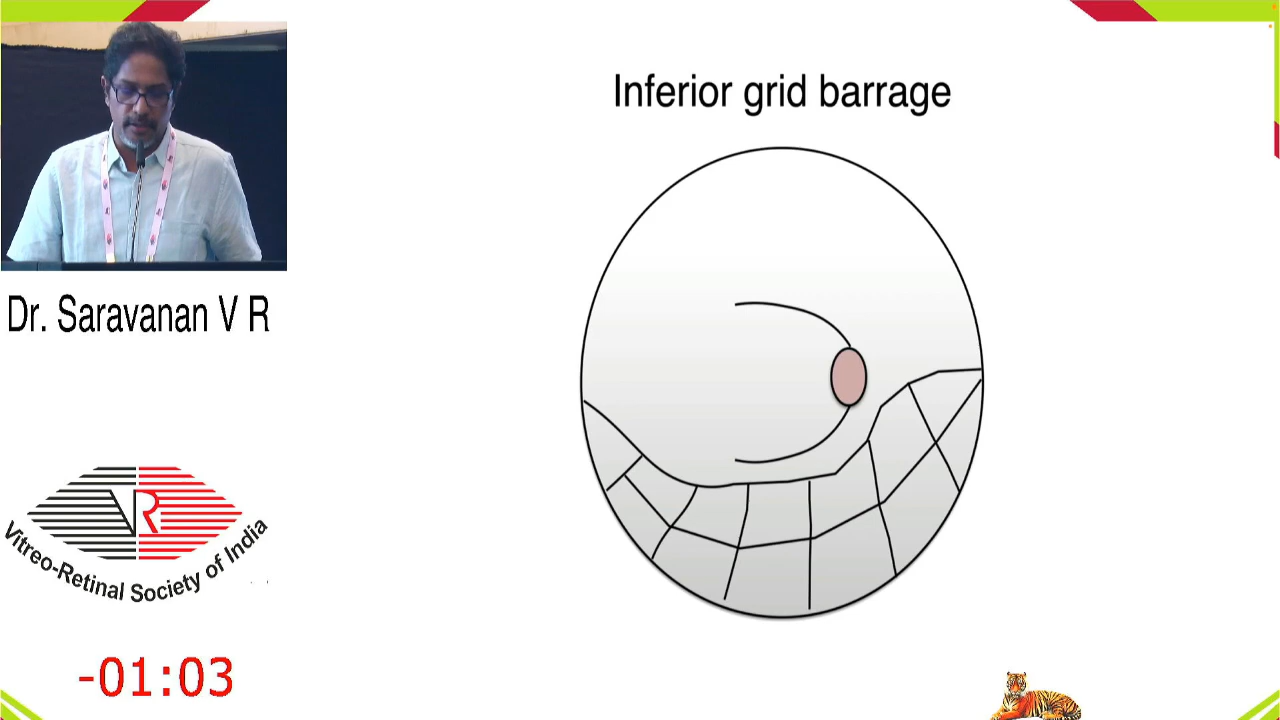 Inferior grid barrage
Dr. Saravanan V R
VR
Vitreo-Retinal Society of India
-01:03